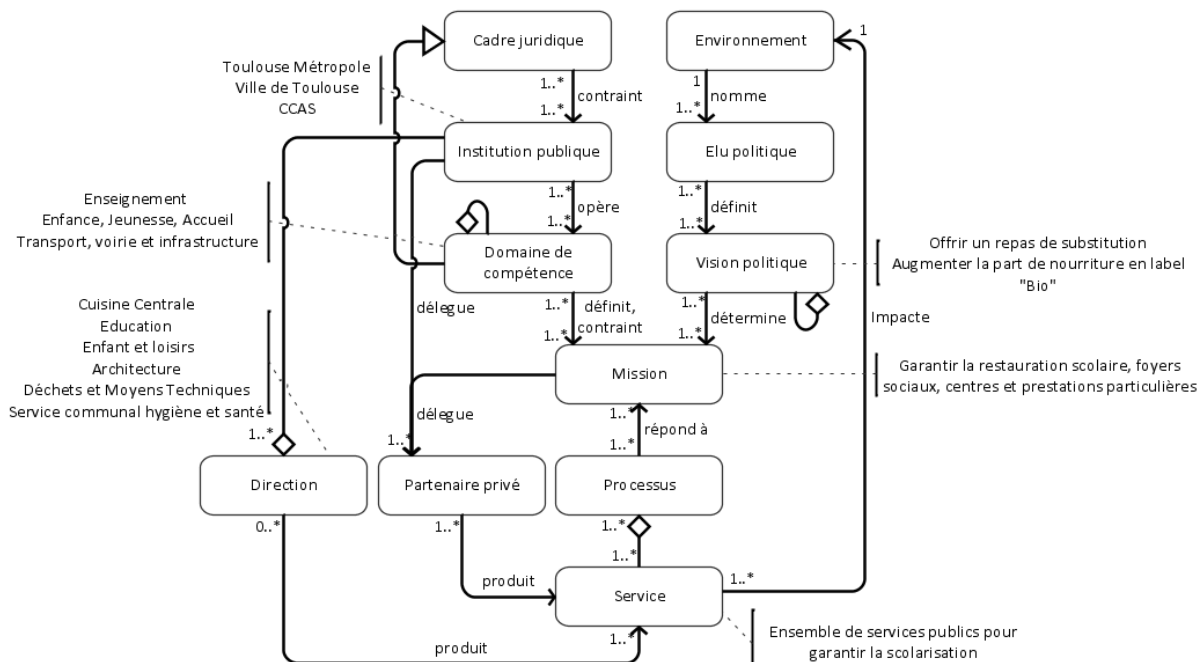 Cadre juridique
Environnement
1
Toulouse Métropole
Ville de Toulouse
CCAS
1..*
contraint
1..*
1
nomme
1..*
Institution publique
Elu politique
Enseignement
Enfance, Jeunesse, Accueil
Transport, voirie et infrastructure
1..*
opère
1..*
1..*
définit
1..*
Domaine de
compétence
Vision politique
Offrir un repas de substitution
Augmenter la part de nourriture en label
"Bio"
Cuisine Centrale
Education
Enfant et loisirs
Architecture
Déchets et Moyens Techniques
Service communal hygiène et santé
délegue
1..*
définit,
contraint
1..*
1..*
détermine
1..*
Impacte
Mission
Garantir la restauration scolaire, foyers
sociaux, centres et prestations particulières
1..*
délegue
1..*
1..*
répond à
1..*
Direction
Partenaire privé
Processus
0..*
1..*
1..*
1..*
produit
Service
1..*
1..*
produit
Ensemble de services publics pour
garantir la scolarisation